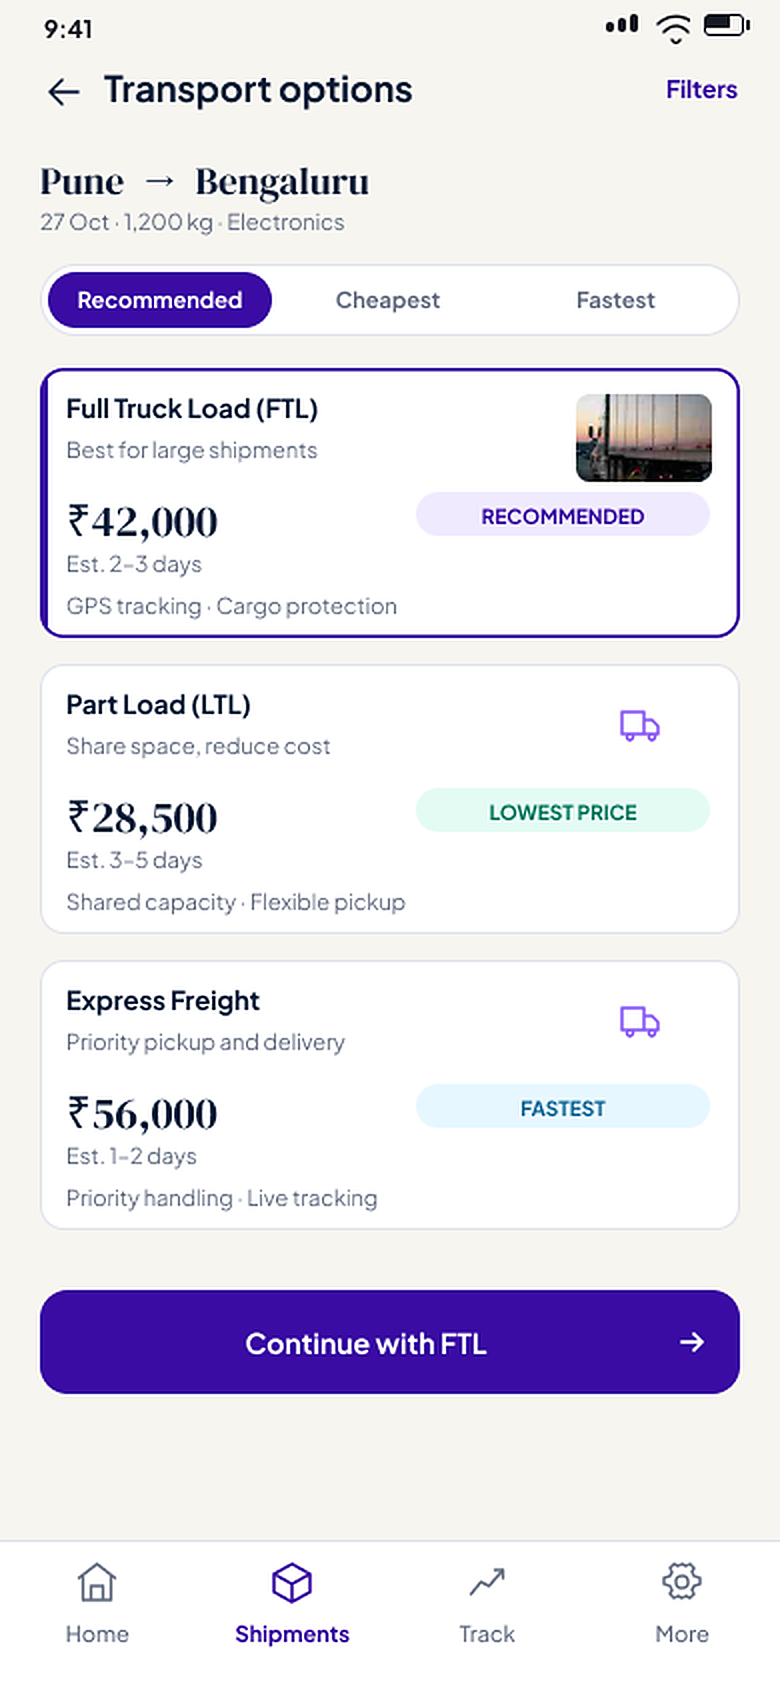 9:41
Transport options
Filters
Pune → Bengaluru
27 Oct · 1,200 kg · Electronics
Recommended
Cheapest
Fastest
Full Truck Load (FTL)
Best for large shipments
₹42,000
RECOMMENDED
Est. 2–3 days
GPS tracking · Cargo protection
Part Load (LTL)
Share space, reduce cost
₹28,500
LOWEST PRICE
Est. 3–5 days
Shared capacity · Flexible pickup
Express Freight
Priority pickup and delivery
₹56,000
FASTEST
Est. 1–2 days
Priority handling · Live tracking
Continue with FTL
Home
Shipments
Track
More